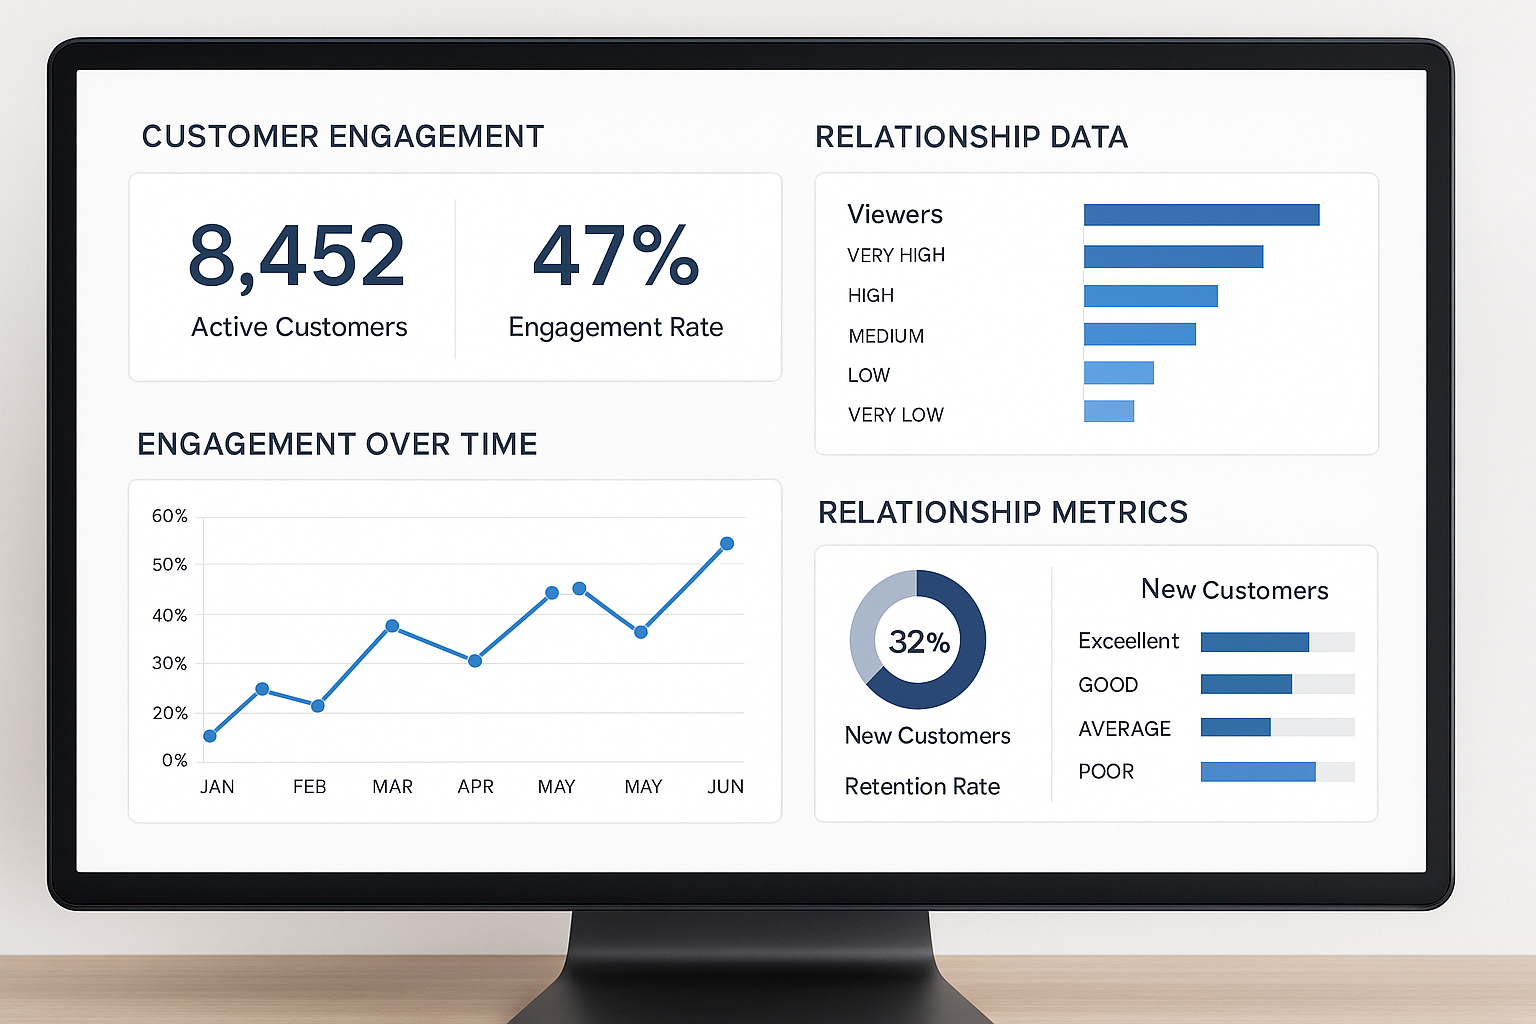 CUSTOMER ENGAGEMENT
8,452
Active Customers
47%
Engagement Rate
ENGAGEMENT OVER TIME
60%
50%
40%
30%
20%
0%
JAN FEB MAR APR MAY MAY JUN
RELATIONSHIP DATA
Viewers
VERY HIGH
HIGH
MEDIUM
LOW
VERY LOW
RELATIONSHIP METRICS
32%
New Customers
Retention Rate
New Customers
Exceellent
GOOD
AVERAGE
POOR